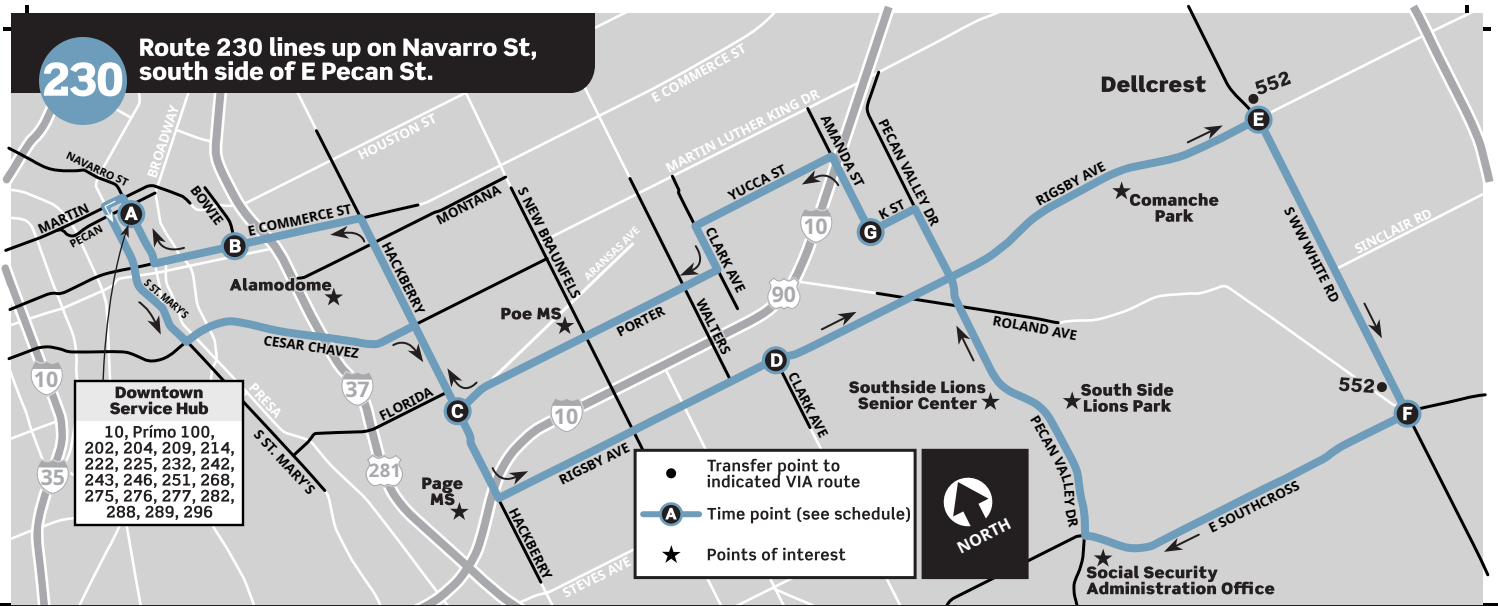 230
Route 230 lines up on Navarro St,
south side of E Pecan St.
NAVARRO ST
BROADWAY
MARTIN
PECAN
BOWIE
A
B
E COMMERCE ST
HOUSTON ST
E COMMERCE ST
MARTIN LUTHER KING DR
MONTANA
S NEW BRAUNFELS
ARANSAS AVE
HACKBERRY
Alamodome
S ST. MARY'S
CESAR CHAVEZ
Poe MS
PORTER
WALTERS
YUCCA ST
CLARK AVE
AMANDA ST
PECAN VALLEY DR
K ST
G
10
90
Dellcrest
552
E
RIGSBY AVE
Comanche
Park
S WW WHITE RD
SINCLAIR RD
ROLAND AVE
D
CLARK AVE
Southside Lions
Senior Center
South Side
Lions Park
552
F
PECAN VALLEY DR
E SOUTHCROSS
Social Security
Administration Office
10
35
37
281
10
PRESA
S ST. MARY'S
FLORIDA
C
Page
MS
RIGSBY AVE
HACKBERRY
STEVES AVE
Downtown
Service Hub
10, Prímo 100,
202, 204, 209, 214,
222, 225, 232, 242,
243, 246, 251, 268,
275, 276, 277, 282,
288, 289, 296
Transfer point to
indicated VIA route
A
Time point (see schedule)
Points of interest
NORTH